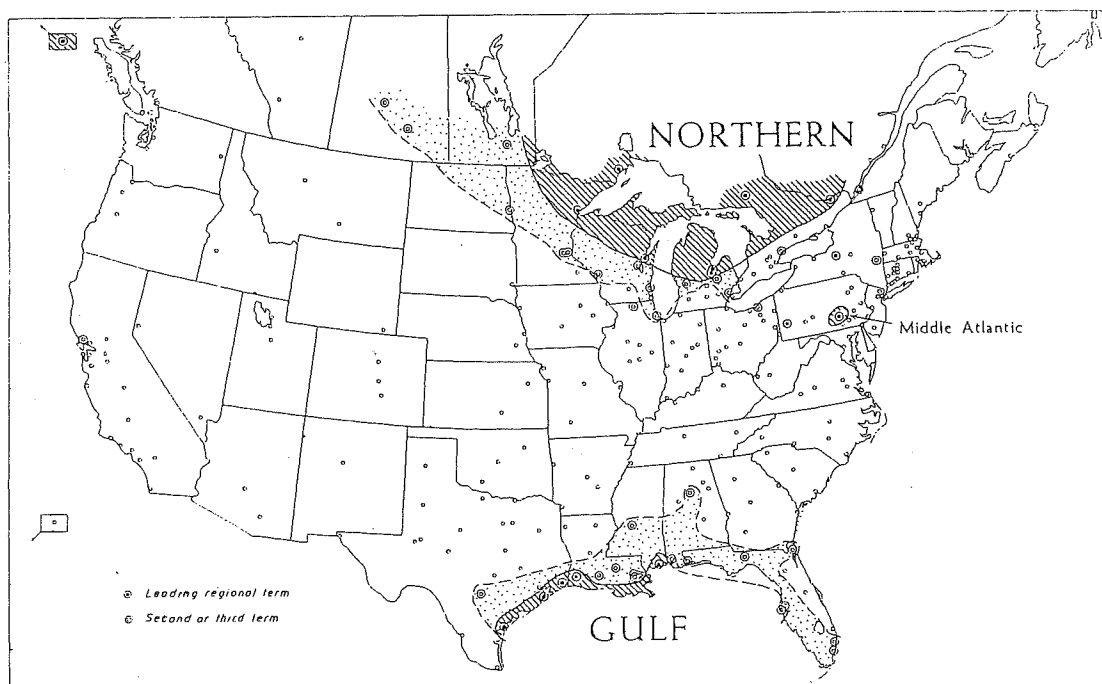 NORTHERN
Middle Atlantic
Leading regional term
Second or third term
GULF